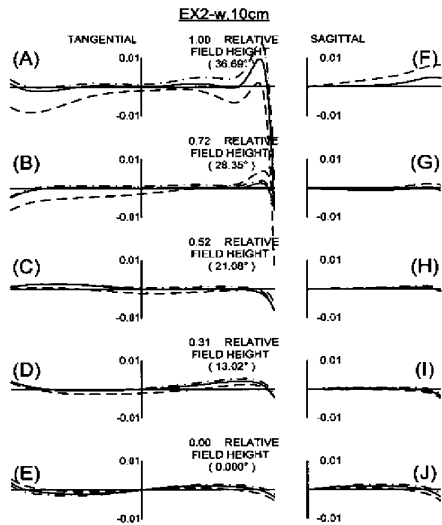 EX2-w,10cm
TANGENTIAL 1.00 RELATIVE SAGITTAL
FIELD HEIGHT
(A) 0.01 ( 36.69° ) 0.01 (F)
-0.01 -0.01
0.72 RELATIVE
FIELD HEIGHT
(B) 0.01 ( 28.35° ) 0.01 (G)
-0.01 -0.01
0.52 RELATIVE
FIELD HEIGHT
(C) 0.01 ( 21.08° ) 0.01 (H)
-0.01 -0.01
0.31 RELATIVE
FIELD HEIGHT
(D) 0.01 ( 13.02° ) 0.01 (I)
-0.01 -0.01
0.00 RELATIVE
FIELD HEIGHT
(E) 0.01 ( 0.000° ) 0.01 (J)
-0.01 -0.01